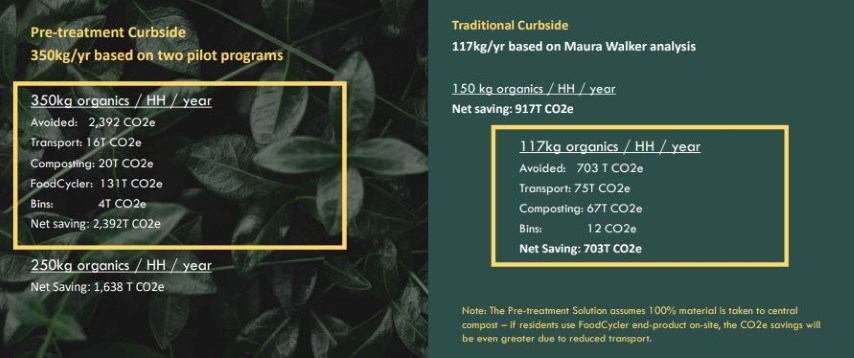 Pre-treatment Curbside
350kg/yr based on two pilot programs
350kg organics / HH / year
Avoided: 2,392 CO2e
Transport: 16T CO2e
Composting: 20T CO2e
FoodCycler: 131T CO2e
Bins: 4T CO2e
Net saving: 2,392T CO2e
250kg organics / HH / year
Net Saving: 1,638 T CO2e
Traditional Curbside
117kg/yr based on Maura Walker analysis
150 kg organics / HH / year
Net saving: 917T CO2e
117kg organics / HH / year
Avoided: 703 T CO2e
Transport: 75T CO2e
Composting: 67T CO2e
Bins: 12 CO2e
Net Saving: 703T CO2e
Note: The Pre-treatment Solution assumes 100% material is taken to central
compost – if residents use FoodCycler end-product on-site, the CO2e savings will
be even greater due to reduced transport.